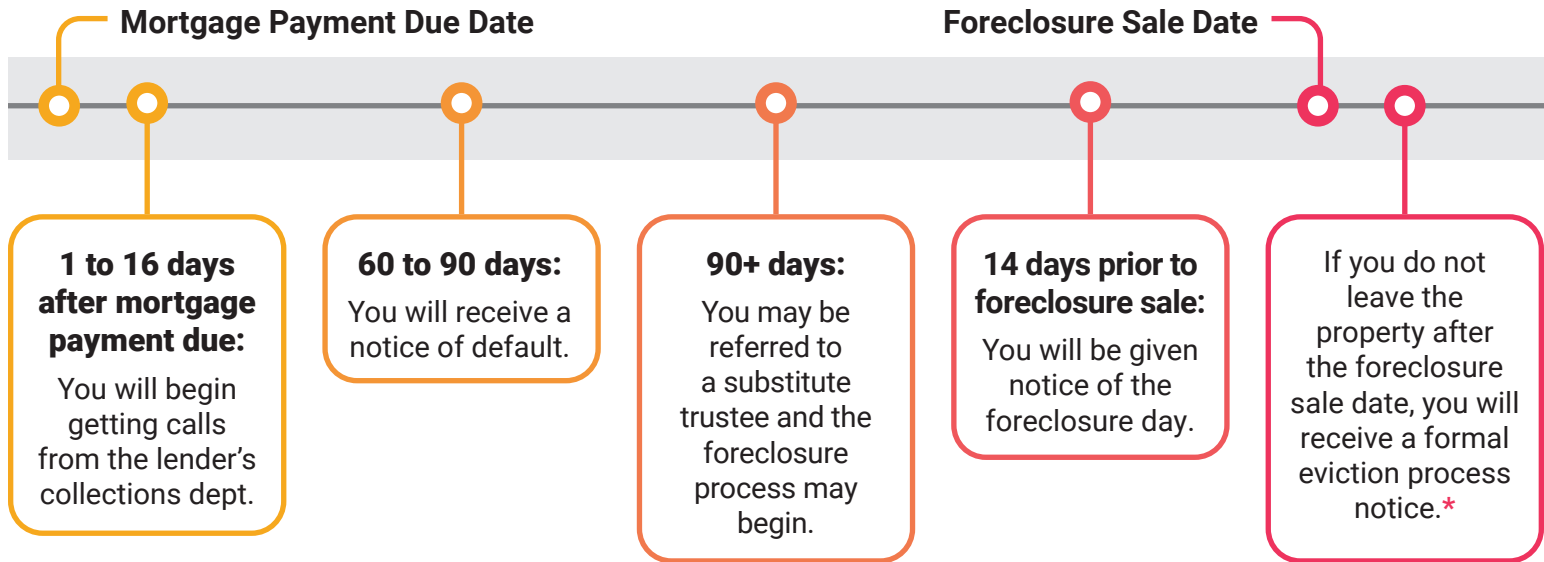 Mortgage Payment Due Date
Foreclosure Sale Date
1 to 16 days
after mortgage
payment due:
You will begin
getting calls
from the lender’s
collections dept.
60 to 90 days:
You will receive a
notice of default.
90+ days:
You may be
referred to
a substitute
trustee and the
foreclosure
process may
begin.
14 days prior to
foreclosure sale:
You will be given
notice of the
foreclosure day.
If you do not
leave the
property after
the foreclosure
sale date, you will
receive a formal
eviction process
notice.*